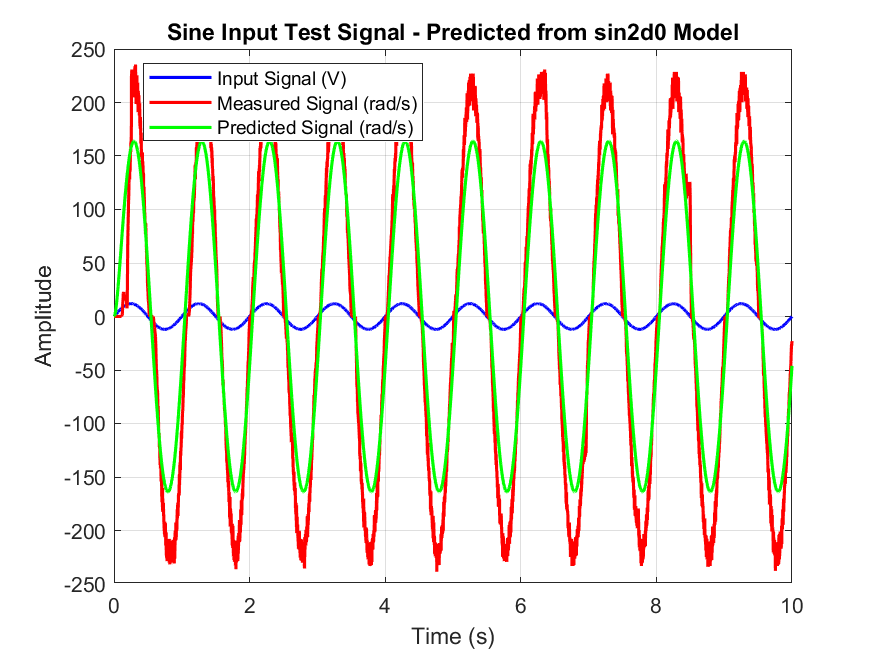 Sine Input Test Signal - Predicted from sin2d0 Model
250
200
150
100
50
0
-50
-100
-150
-200
-250
Amplitude
Input Signal (V)
Measured Signal (rad/s)
Predicted Signal (rad/s)
0 2 4 6 8 10
Time (s)